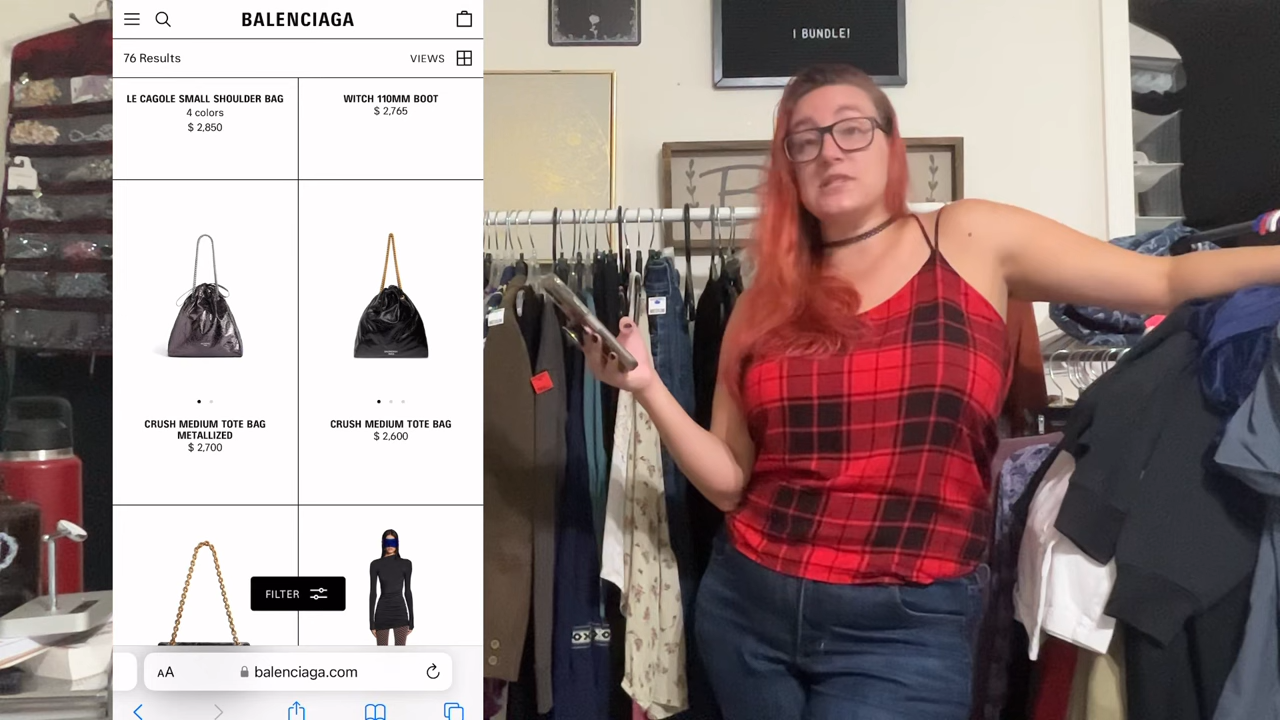 BALENCIAGA
76 Results
VIEWS
LE CAGOLE SMALL SHOULDER BAG
4 colors
$ 2,850
WITCH 110MM BOOT
$ 2,765
CRUSH MEDIUM TOTE BAG
METALLIZED
$ 2,700
CRUSH MEDIUM TOTE BAG
$ 2,600
FILTER
AA
balenciaga.com
I BUNDLE!